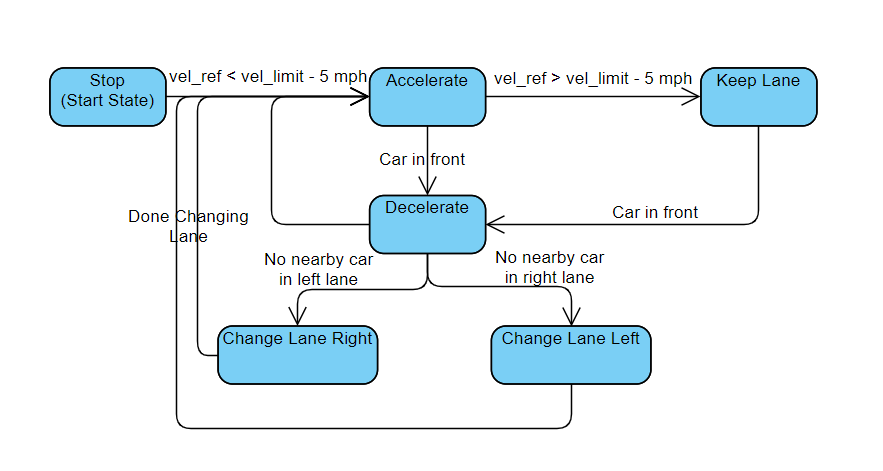 Stop
(Start State)
vel_ref < vel_limit - 5 mph
Accelerate
vel_ref > vel_limit - 5 mph
Keep Lane
Car in front
Decelerate
Car in front
Done Changing
Lane
No nearby car
in left lane
No nearby car
in right lane
Change Lane Right
Change Lane Left